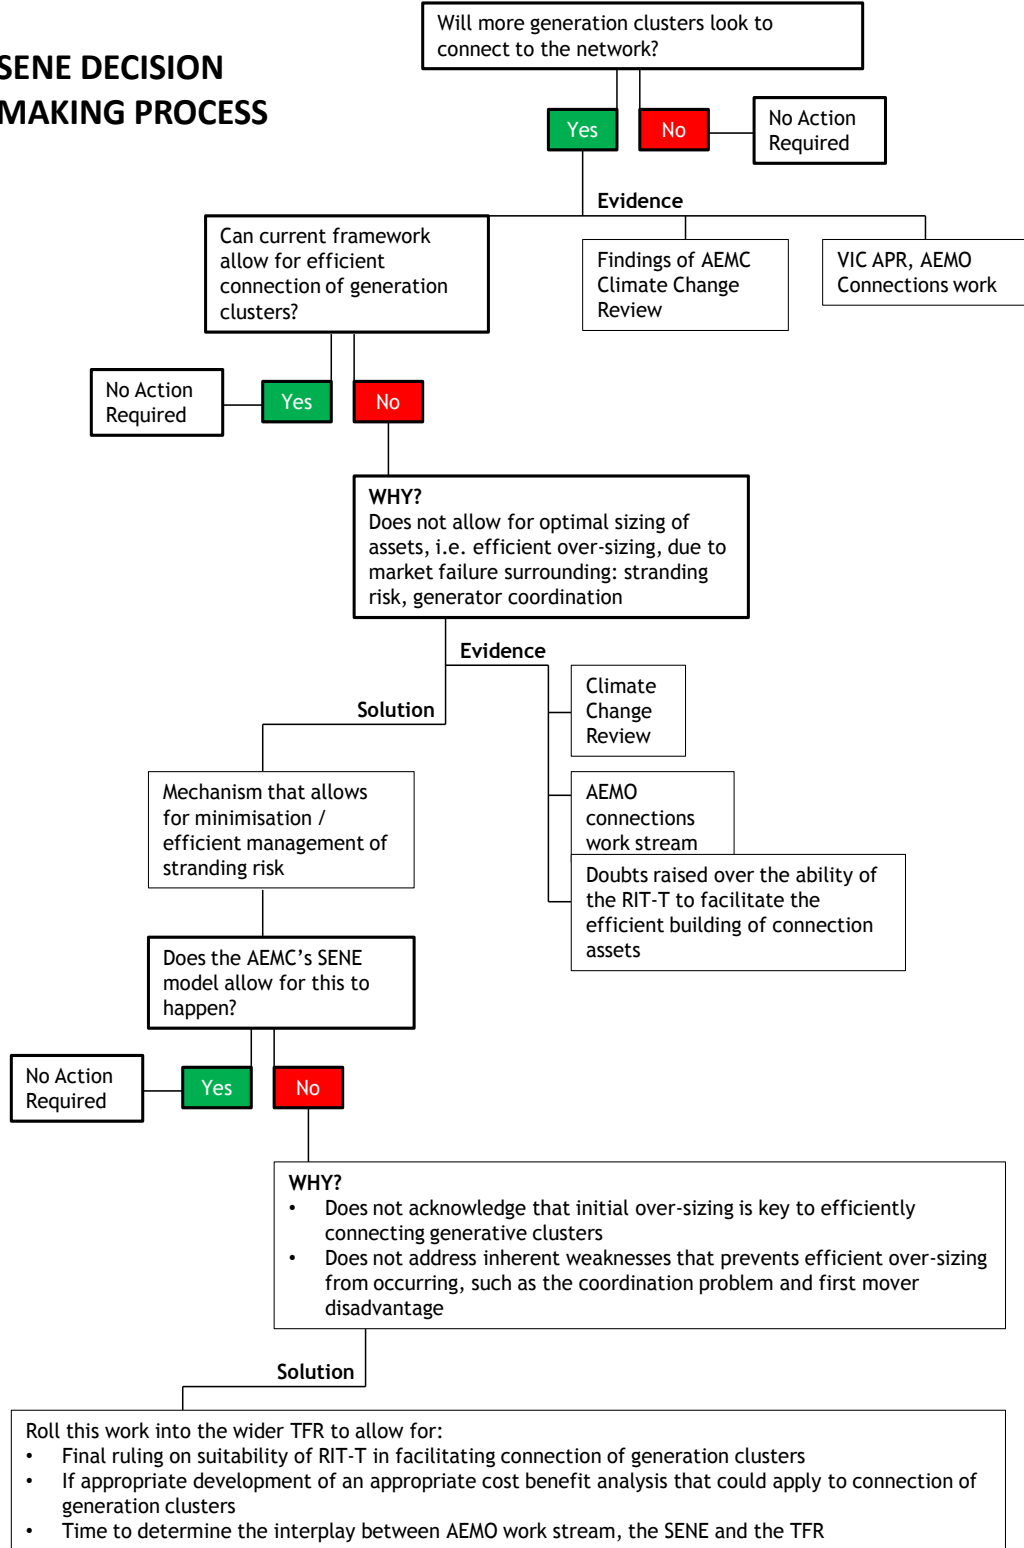 SENE DECISION
MAKING PROCESS
Will more generation clusters look to
connect to the network?
Yes
No
No Action
Required
Evidence
Can current framework
allow for efficient
connection of generation
clusters?
Findings of AEMC
Climate Change
Review
VIC APR, AEMO
Connections work
No Action
Required
Yes
No
WHY?
Does not allow for optimal sizing of
assets, i.e. efficient over-sizing, due to
market failure surrounding: stranding
risk, generator coordination
Evidence
Climate
Change
Review
Solution
AEMO
connections
work stream
Mechanism that allows
for minimisation /
efficient management of
stranding risk
Doubts raised over the ability of
the RIT-T to facilitate the
efficient building of connection
assets
Does the AEMC’s SENE
model allow for this to
happen?
No Action
Required
Yes
No
WHY?
• Does not acknowledge that initial over-sizing is key to efficiently
connecting generative clusters
• Does not address inherent weaknesses that prevents efficient over-sizing
from occurring, such as the coordination problem and first mover
disadvantage
Solution
Roll this work into the wider TFR to allow for:
• Final ruling on suitability of RIT-T in facilitating connection of generation clusters
• If appropriate development of an appropriate cost benefit analysis that could apply to connection of
generation clusters
• Time to determine the interplay between AEMO work stream, the SENE and the TFR